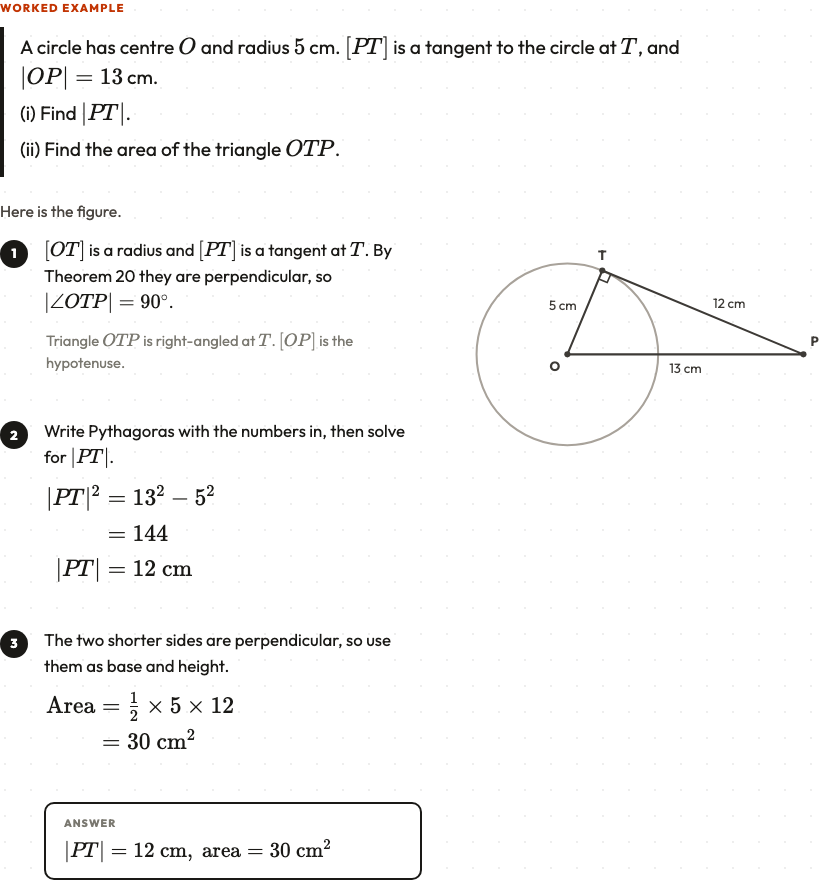 WORKED EXAMPLE
A circle has centre O and radius 5 cm. [PT] is a tangent to the circle at T, and
|OP| = 13 cm.
(i) Find |PT|.
(ii) Find the area of the triangle OTP.
Here is the figure.
1
[OT] is a radius and [PT] is a tangent at T. By
Theorem 20 they are perpendicular, so
|∠OTP| = 90°.
Triangle OTP is right-angled at T. [OP] is the
hypotenuse.
T
5 cm
12 cm
P
O
13 cm
2
Write Pythagoras with the numbers in, then solve
for |PT|.
|PT|² = 13² − 5²
= 144
|PT| = 12 cm
3
The two shorter sides are perpendicular, so use
them as base and height.
Area = ½ × 5 × 12
= 30 cm²
ANSWER
|PT| = 12 cm, area = 30 cm²